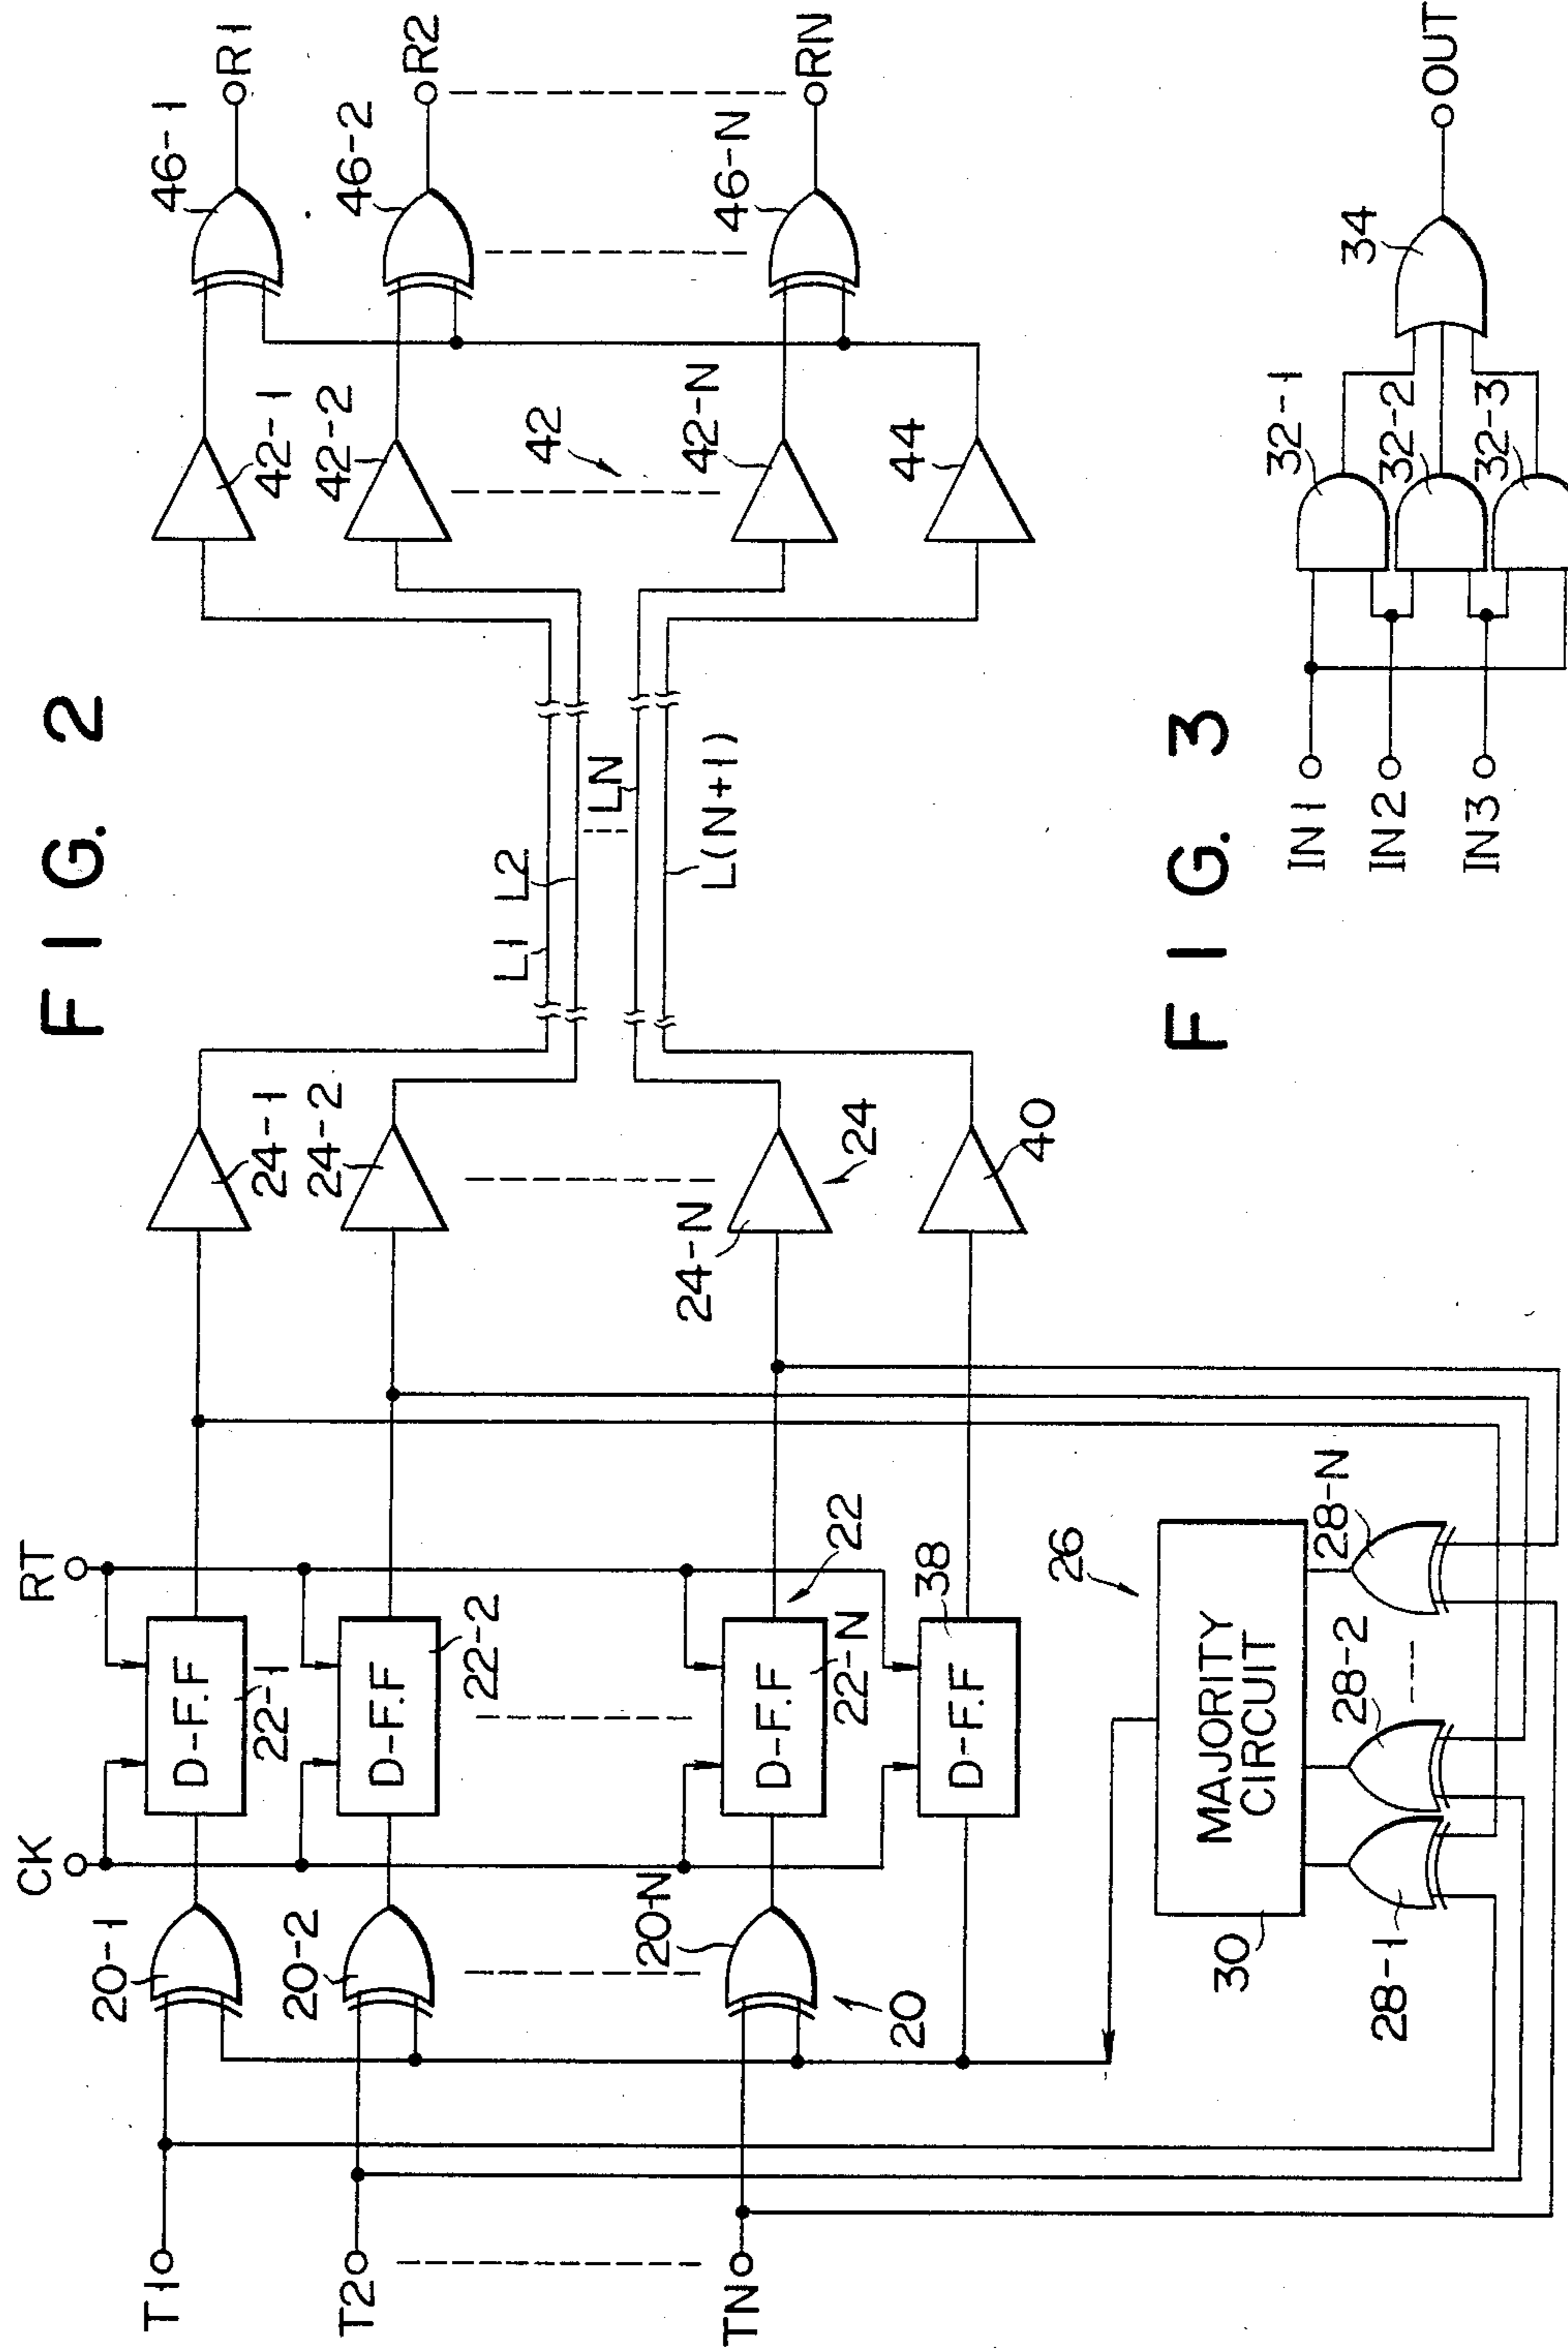 FIG. 2
T1
T2
TN
20-1
20-2
20-N
20
CK
RT
D-F.F
22-1
D-F.F
22-2
D-F.F
22-N
22
D-F.F
38
24-1
24-2
24-N
24
40
26
MAJORITY
CIRCUIT
30
28-1
28-2
28-N
L1
L2
LN
L(N+1)
42-1
42-2
42
42-N
44
46-1
46-2
46-N
R1
R2
RN
FIG. 3
IN1
IN2
IN3
32-1
32-2
32-3
34
OUT